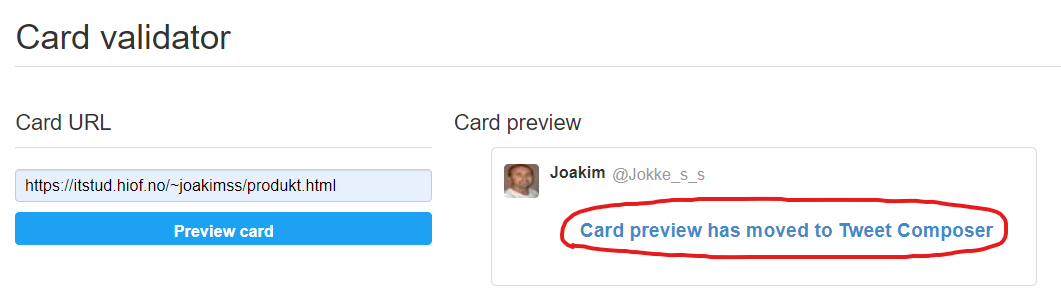 Card validator
Card URL
https://itstud.hiof.no/~joakimss/produkt.html
Preview card
Card preview
Joakim @Jokke_s_s
Card preview has moved to Tweet Composer